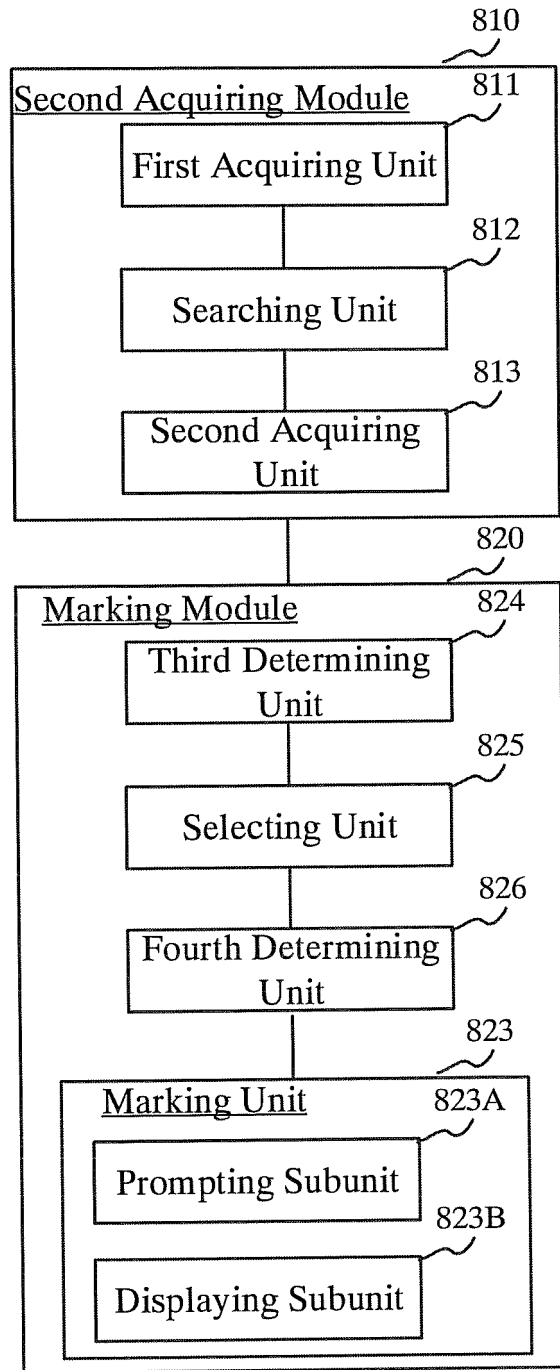 810
Second Acquiring Module
811
First Acquiring Unit
812
Searching Unit
813
Second Acquiring
Unit
820
Marking Module
824
Third Determining
Unit
825
Selecting Unit
826
Fourth Determining
Unit
823
Marking Unit
823A
Prompting Subunit
823B
Displaying Subunit